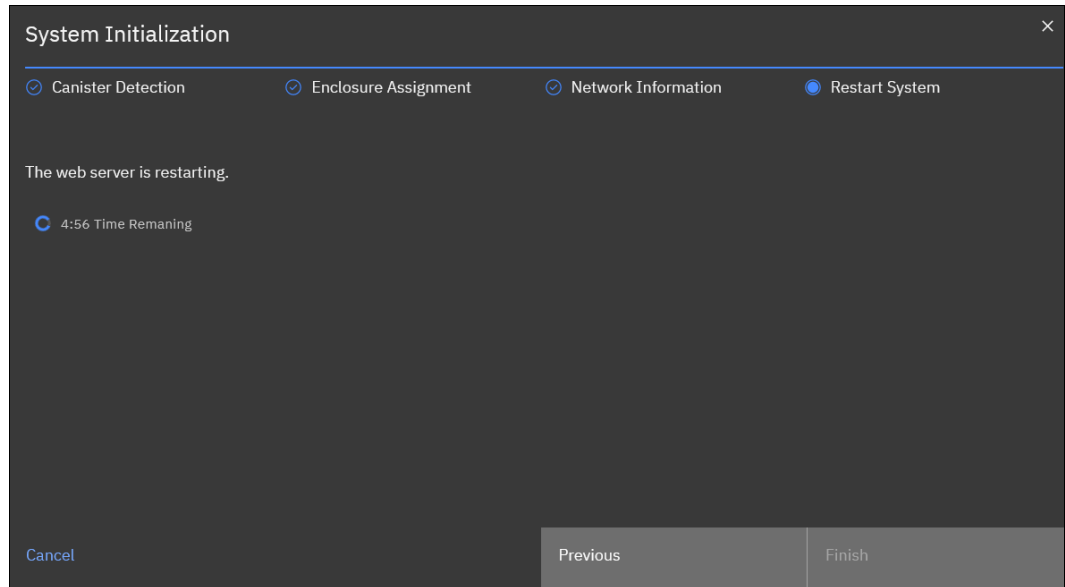 System Initialization
Canister Detection
Enclosure Assignment
Network Information
Restart System
The web server is restarting.
4:56 Time Remaning
Cancel
Previous
Finish